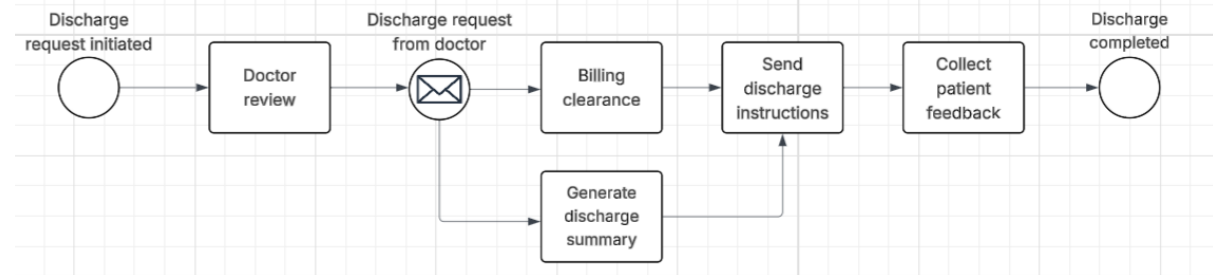 Discharge
request initiated
Doctor
review
Discharge request
from doctor
Billing
clearance
Generate
discharge
summary
Send
discharge
instructions
Collect
patient
feedback
Discharge
completed